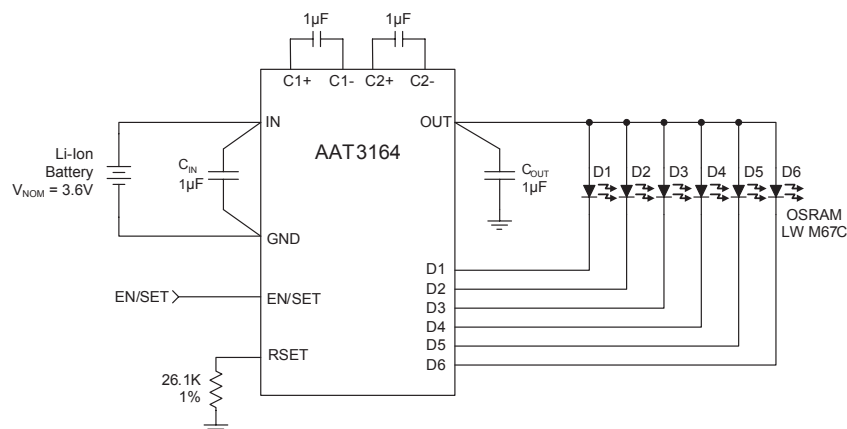 1µF
1µF
C1+ C1- C2+ C2-
IN
OUT
AAT3164
Li-Ion
Battery
V_NOM = 3.6V
C_IN
1µF
C_OUT
1µF
D1 D2 D3 D4 D5 D6
OSRAM
LW M67C
GND
D1
D2
D3
D4
D5
D6
EN/SET
EN/SET
RSET
26.1K
1%